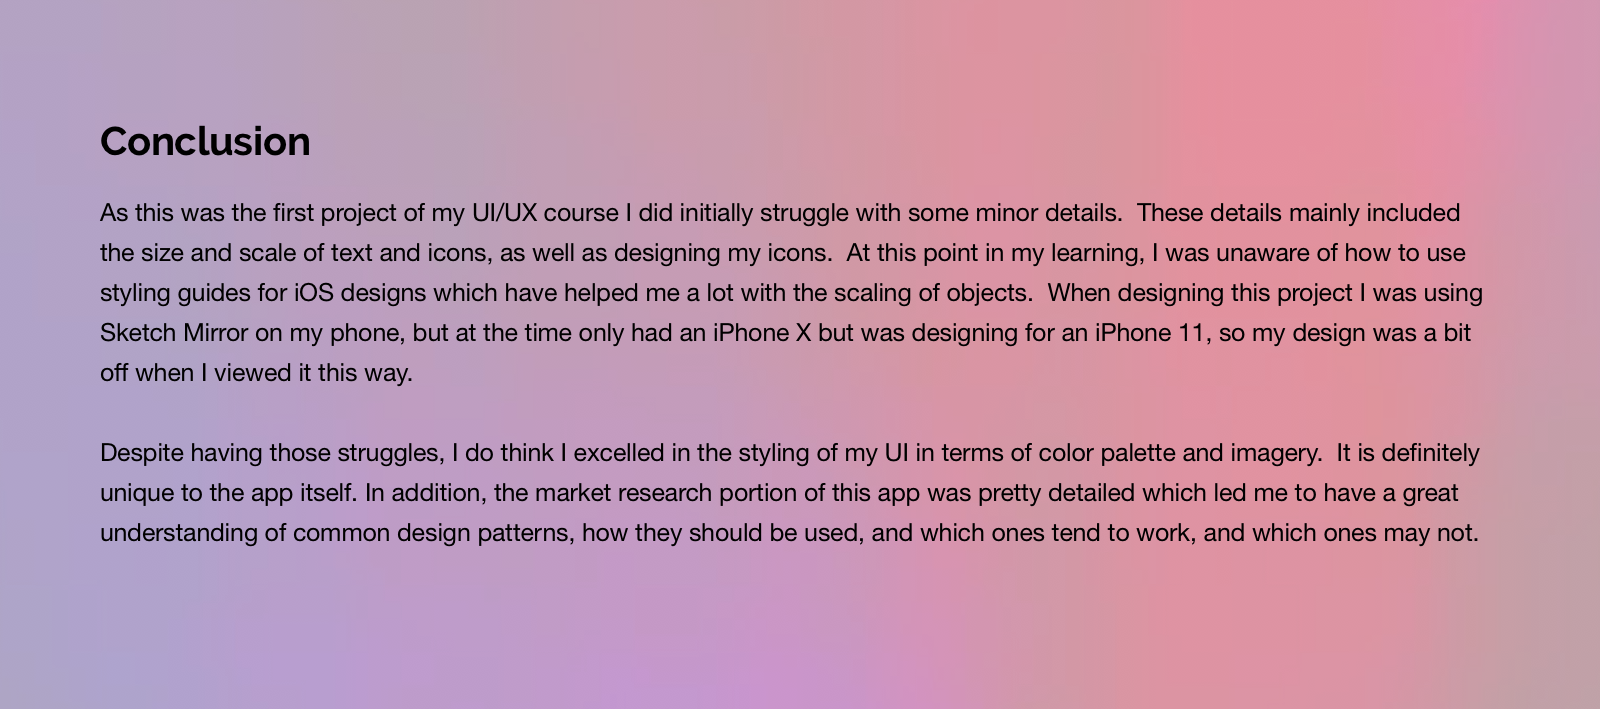 Conclusion
As this was the first project of my UI/UX course I did initially struggle with some minor details.  These details mainly included
the size and scale of text and icons, as well as designing my icons.  At this point in my learning, I was unaware of how to use
styling guides for iOS designs which have helped me a lot with the scaling of objects.  When designing this project I was using
Sketch Mirror on my phone, but at the time only had an iPhone X but was designing for an iPhone 11, so my design was a bit
off when I viewed it this way.
Despite having those struggles, I do think I excelled in the styling of my UI in terms of color palette and imagery.  It is definitely
unique to the app itself. In addition, the market research portion of this app was pretty detailed which led me to have a great
understanding of common design patterns, how they should be used, and which ones tend to work, and which ones may not.